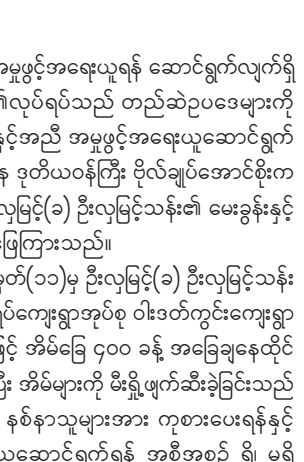 အမှုဖွင့်အရေးယူရန် ဆောင်ရွက်လျက်ရှိ
၏လုပ်ရပ်သည် တည်ဆဲဥပဒေများကို
နှင့်အညီ အမှုဖွင့်အရေးယူဆောင်ရွက်
န ဒုတိယဝန်ကြီး ဗိုလ်ချုပ်အောင်စိုးက
လှမြင့်(ခ) ဦးလှမြင့်သန်း၏ မေးခွန်းနှင့်
ဖြေကြားသည်။
မှတ်(၁၁)မှ ဦးလှမြင့်(ခ) ဦးလှမြင့်သန်း
ရပ်ကျေးရွာအုပ်စု ဝါးဒတ်ကွင်းကျေးရွာ
ဖြင့် အိမ်ခြေ ၄၀၀ ခန့် အခြေချနေထိုင်
ပြီး အိမ်များကို မီးရှို့ဖျက်ဆီးခဲ့ခြင်းသည်
နစ်နာသူများအား ကုစားပေးရန်နှင့်
ယူဆောင်ရွက်ရန် အစီအစဉ် ရှိ၊ မရှိ